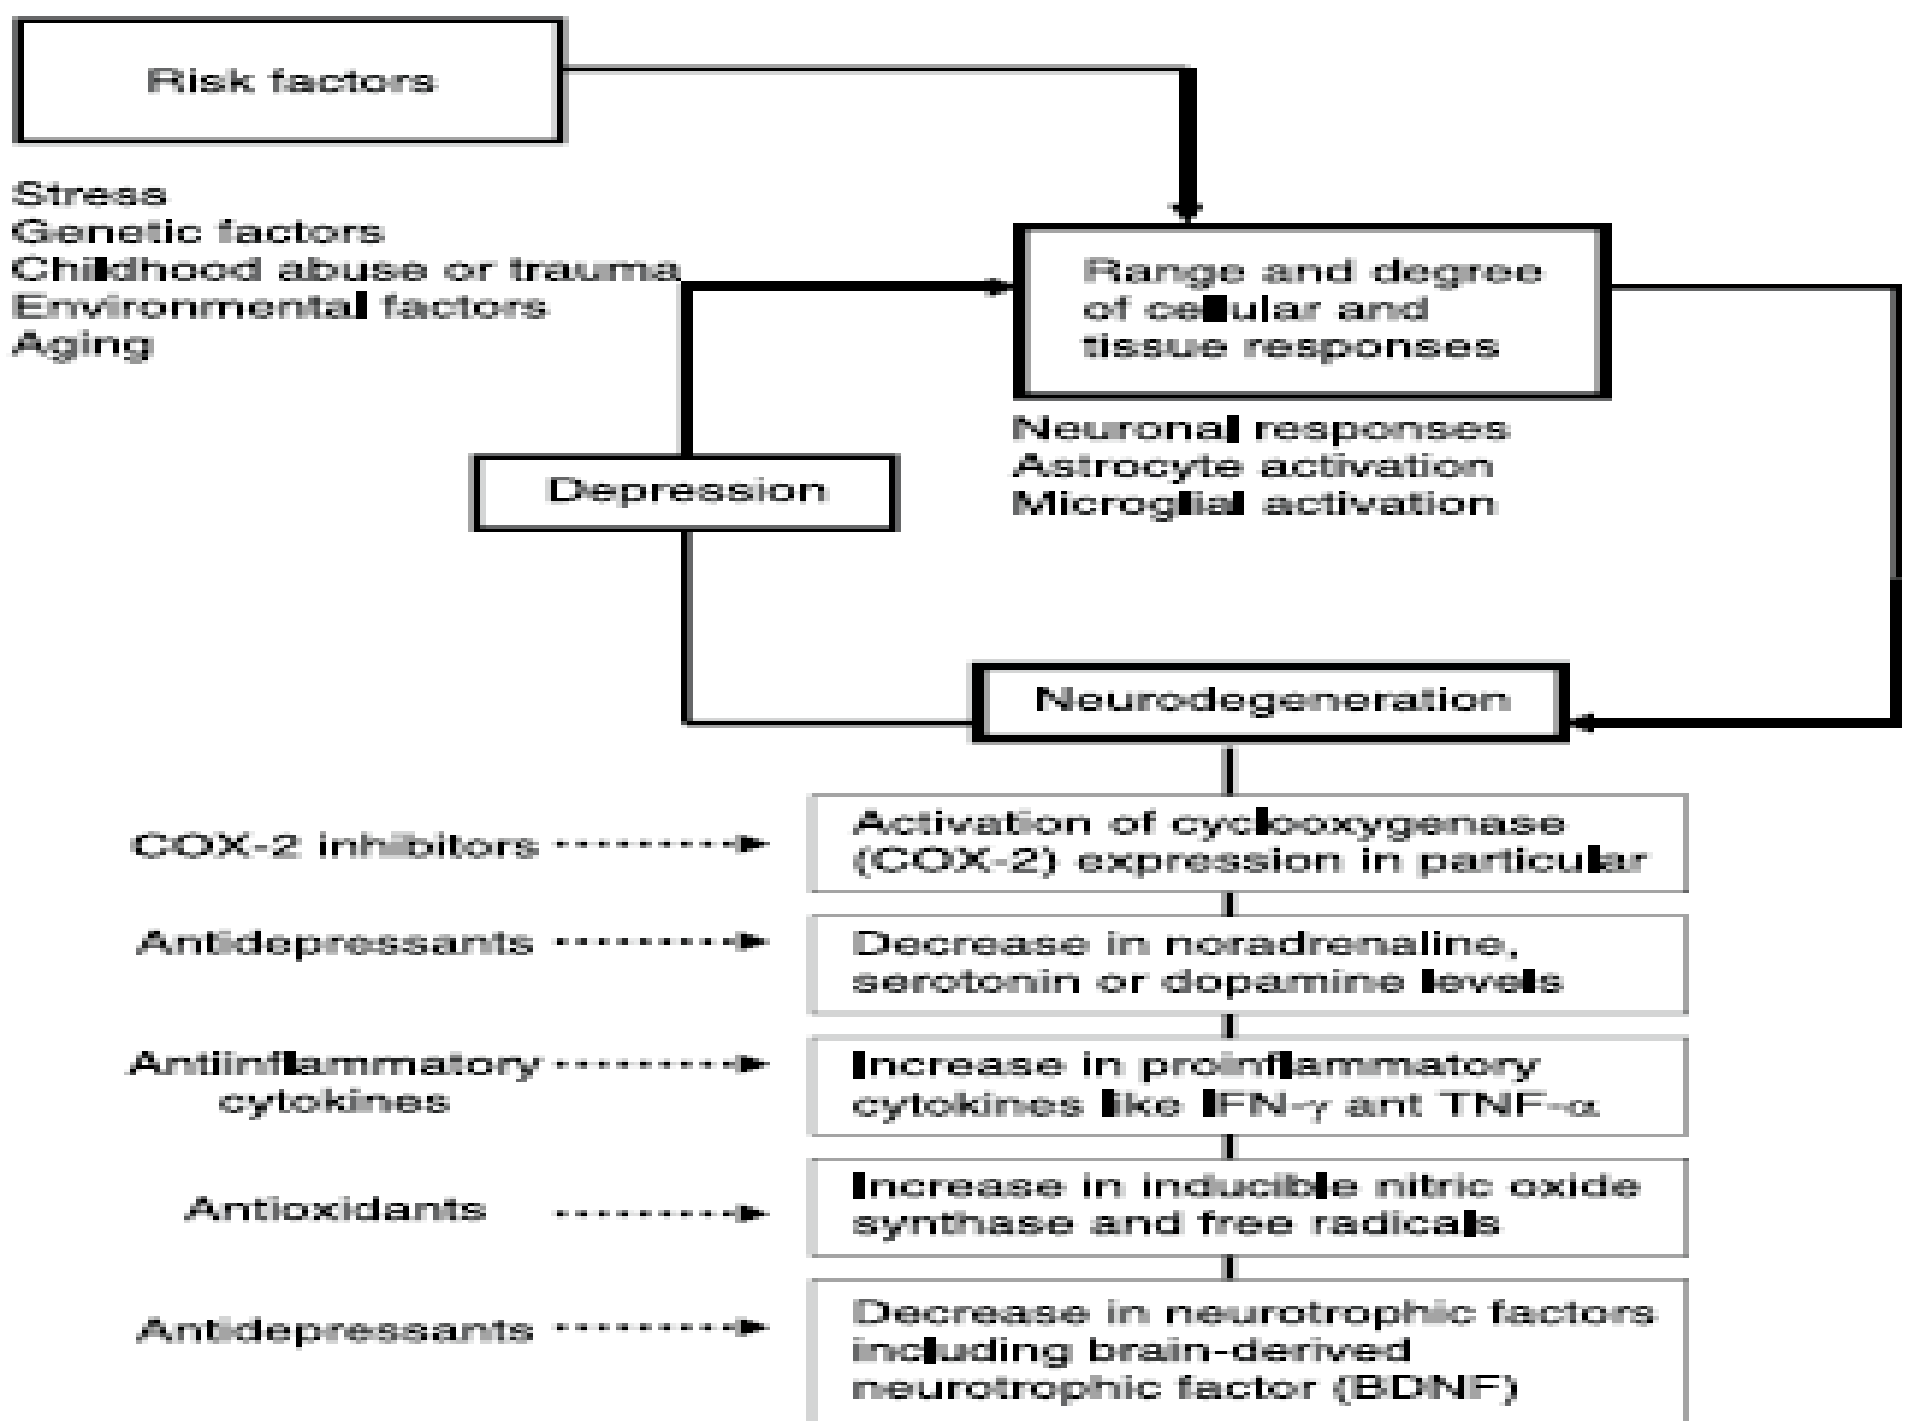 Risk factors
Stress
Genetic factors
Childhood abuse or trauma
Environmental factors
Aging
Range and degree
of cellular and
tissue responses
Neuronal responses
Astrocyte activation
Microglial activation
Depression
Neurodegeneration
COX-2 inhibitors
Activation of cyclooxygenase
(COX-2) expression in particular
Antidepressants
Decrease in noradrenaline,
serotonin or dopamine levels
Antiinflammatory
cytokines
Increase in proinflammatory
cytokines like IFN-γ ant TNF-α
Antioxidants
Increase in inducible nitric oxide
synthase and free radicals
Antidepressants
Decrease in neurotrophic factors
including brain-derived
neurotrophic factor (BDNF)